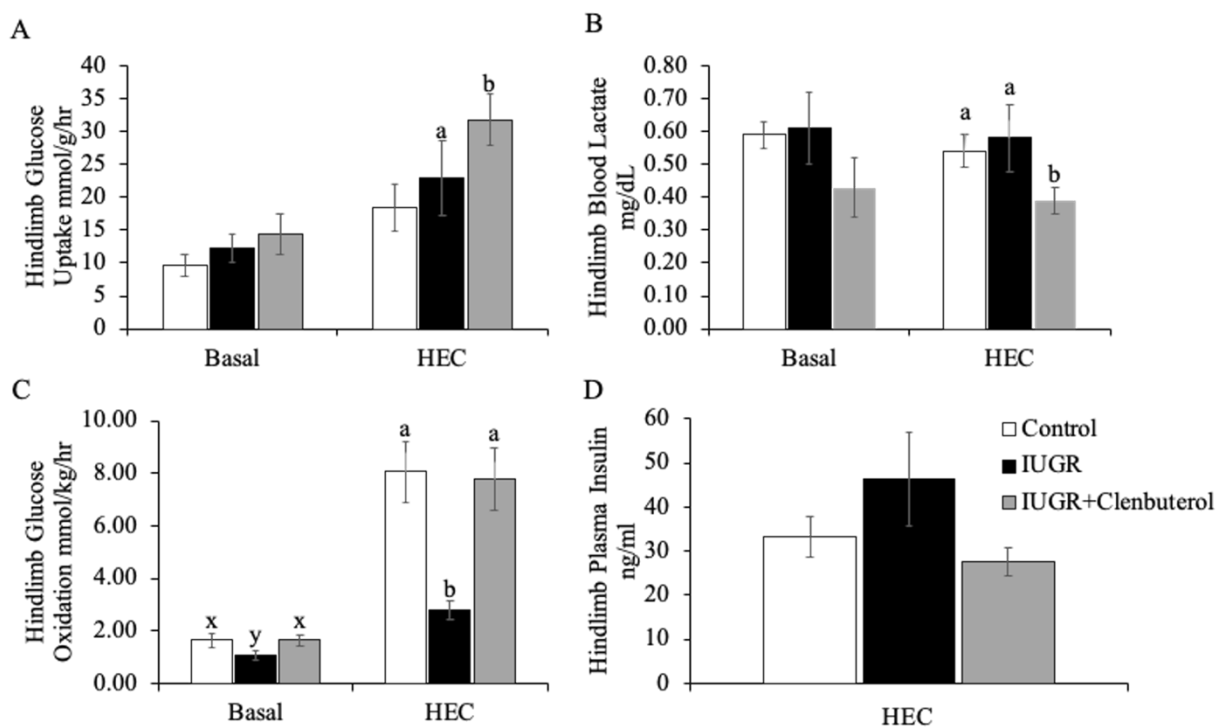 A
Hindlimb Glucose
Uptake mmol/g/hr
40
35
30
25
20
15
10
5
0
a
b
Basal
HEC
B
Hindlimb Blood Lactate
mg/dL
0.80
0.70
0.60
0.50
0.40
0.30
0.20
0.10
0.00
a
a
b
Basal
HEC
C
Hindlimb Glucose
Oxidation mmol/kg/hr
10.00
8.00
6.00
4.00
2.00
0.00
x
y
x
a
b
a
Basal
HEC
D
Hindlimb Plasma Insulin
ng/ml
60
50
40
30
20
10
0
Control
IUGR
IUGR+Clenbuterol
HEC